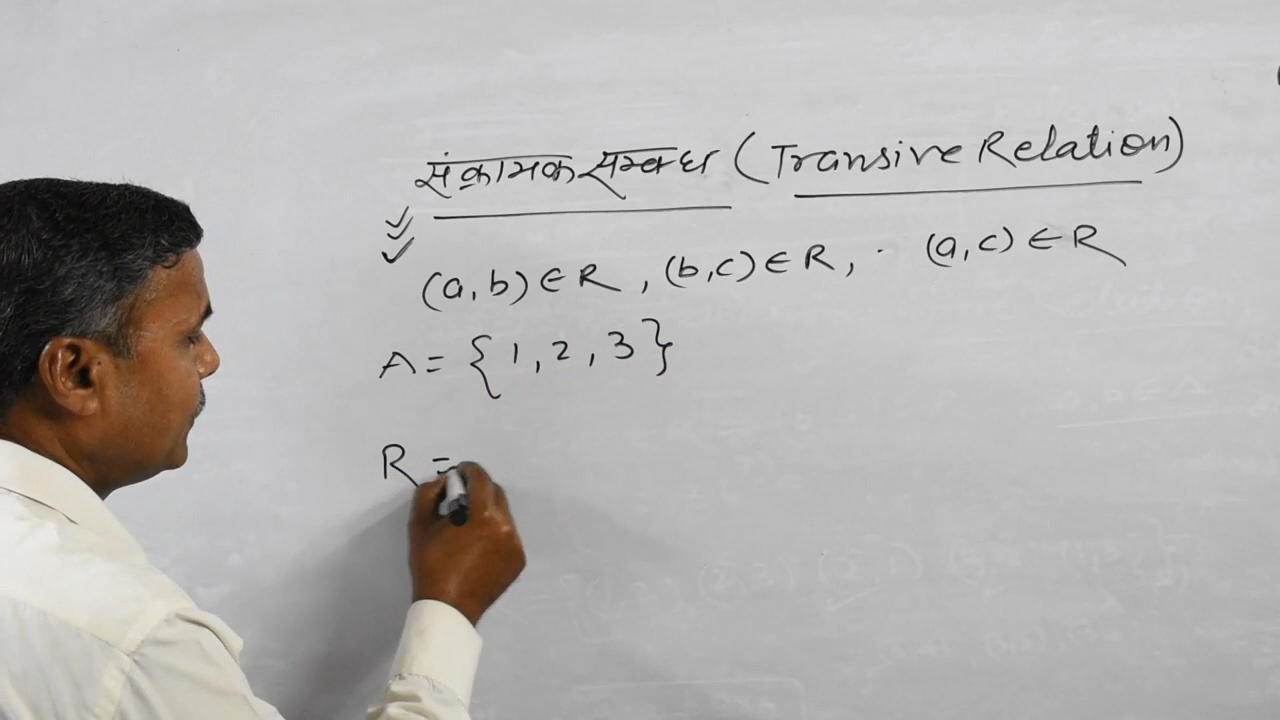 संक्रामक सम्बन्ध (Transive Relation)
(a,b) ∈ R, (b,c) ∈ R, (a,c) ∈ R
A = {1, 2, 3}
R =